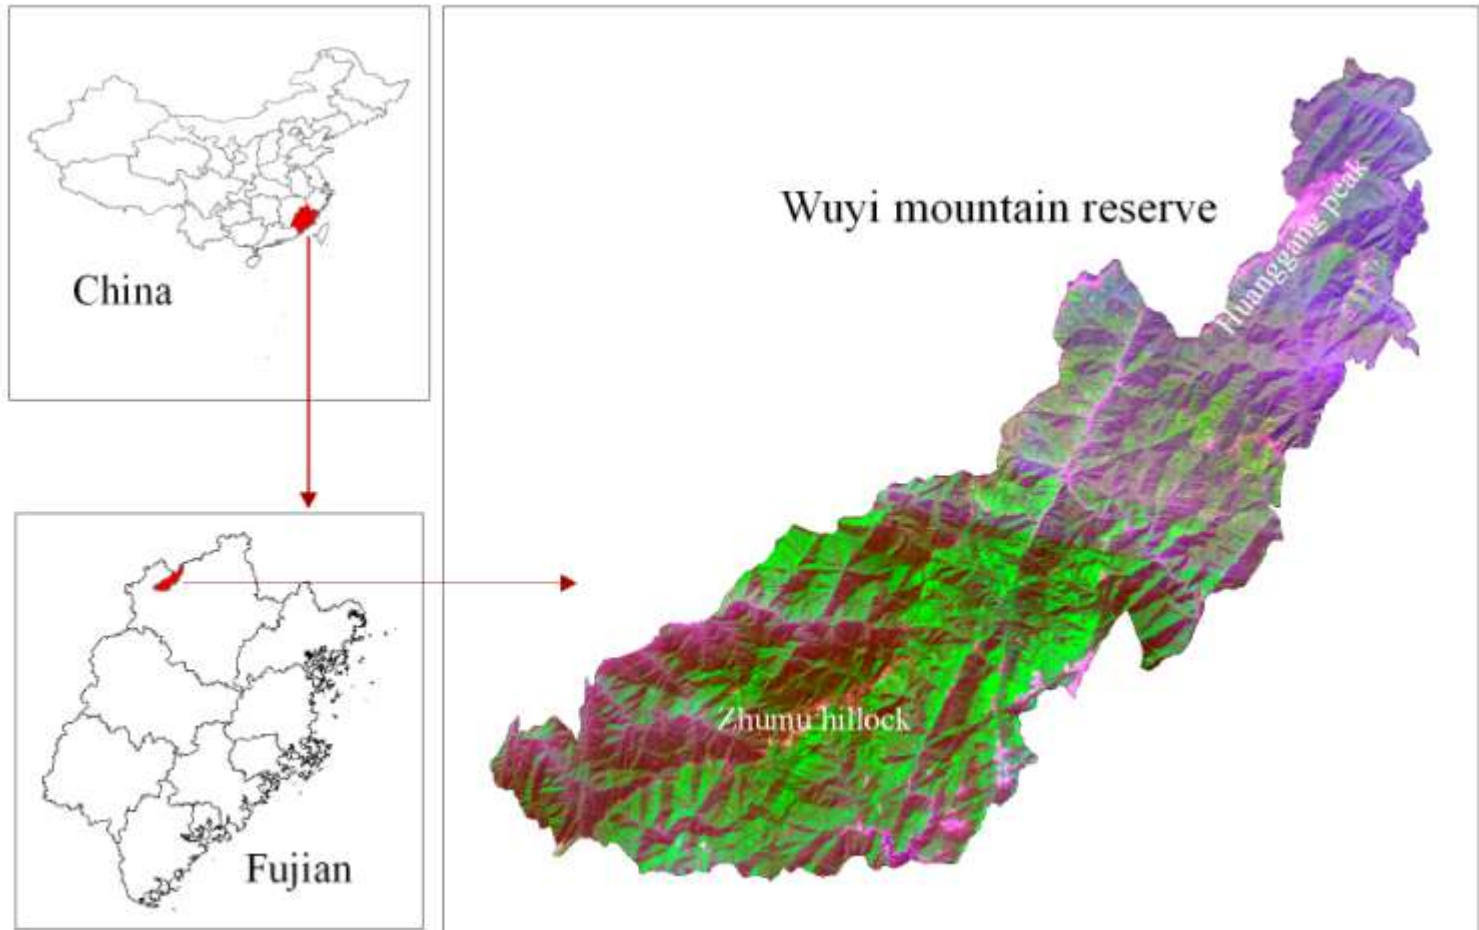 China
Wuyi mountain reserve
Huanggang peak
Zhumu hillock
Fujian